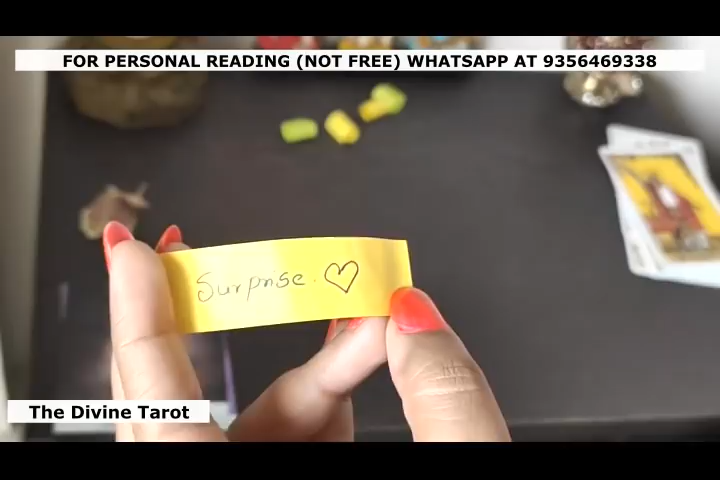 FOR PERSONAL READING (NOT FREE) WHATSAPP AT 9356469338
Surprise. ♡
The Divine Tarot